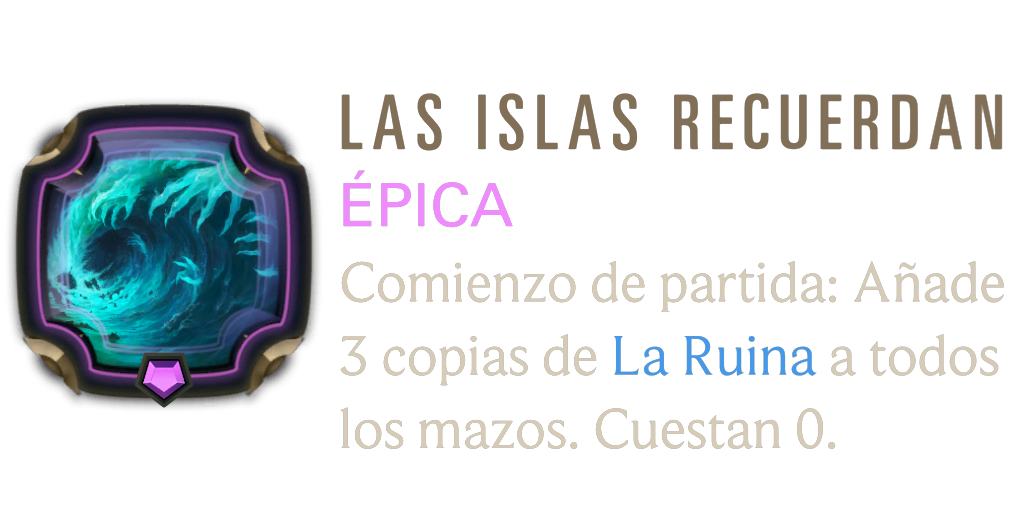 LAS ISLAS RECUERDAN
ÉPICA
Comienzo de partida: Añade
3 copias de La Ruina a todos
los mazos. Cuestan 0.